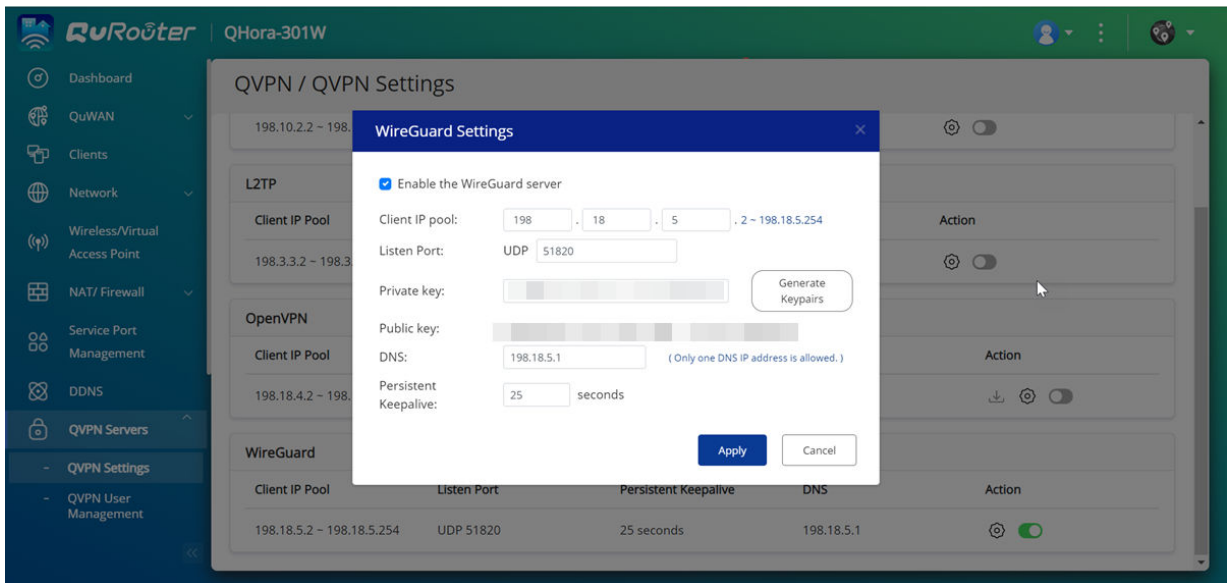 QuRouter | QHora-301W
Dashboard
QuWAN
Clients
Network
Wireless/Virtual
Access Point
NAT/ Firewall
Service Port
Management
DDNS
QVPN Servers
- QVPN Settings
- QVPN User
Management
QVPN / QVPN Settings
198.10.2.2 ~ 198.
L2TP
Client IP Pool
Action
198.3.3.2 ~ 198.3
OpenVPN
Client IP Pool
Action
198.18.4.2 ~ 198.
WireGuard
Client IP Pool Listen Port Persistent Keepalive DNS Action
198.18.5.2 ~ 198.18.5.254 UDP 51820 25 seconds 198.18.5.1
WireGuard Settings
Enable the WireGuard server
Client IP pool: 198 . 18 . 5 . 2 ~ 198.18.5.254
Listen Port: UDP 51820
Private key:
Generate
Keypairs
Public key:
DNS: 198.18.5.1 ( Only one DNS IP address is allowed. )
Persistent
Keepalive:
25 seconds
Apply Cancel